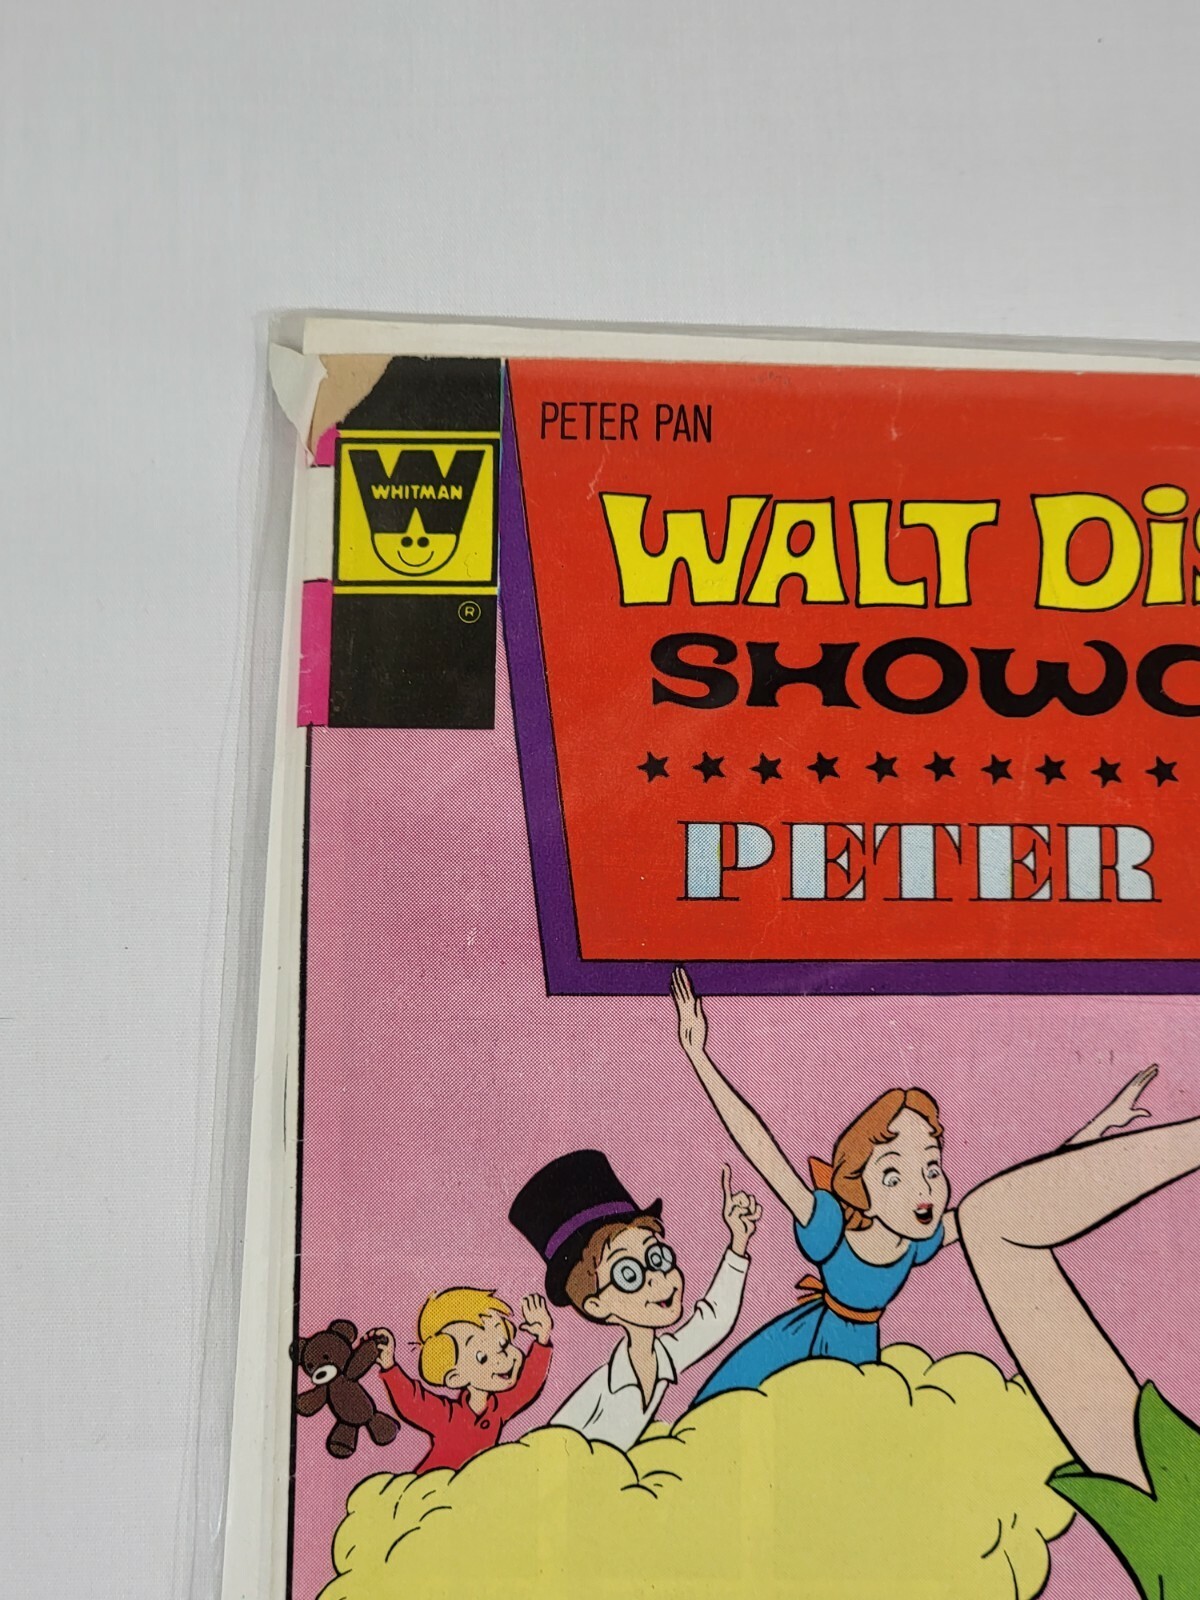 PETER PAN
WHITMAN
®
WALT DIS
SHOWC
PETER